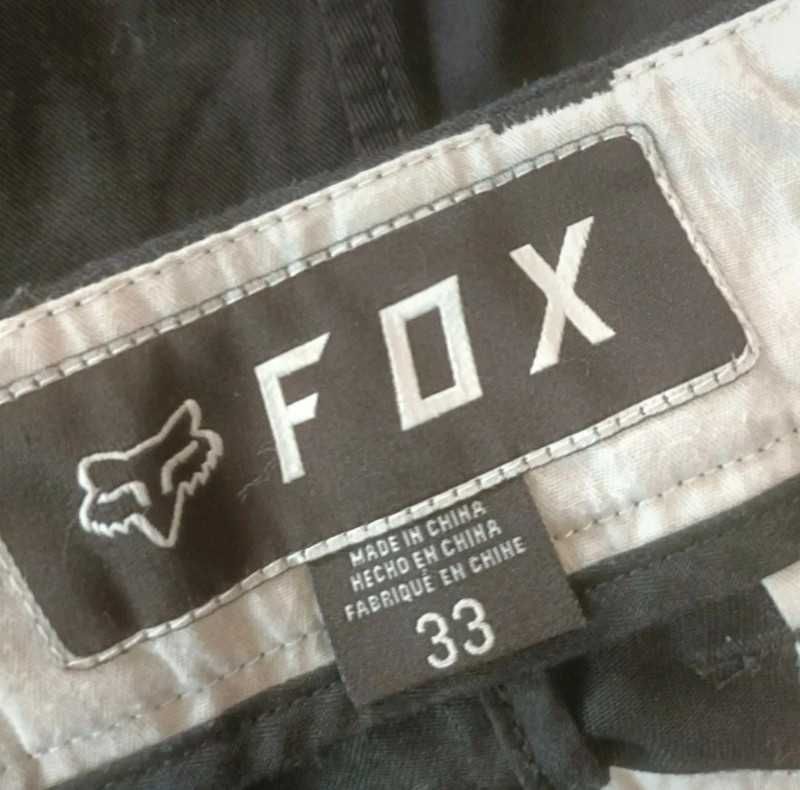 FOX
MADE IN CHINA
HECHO EN CHINA
FABRIQUÉ EN CHINE
33